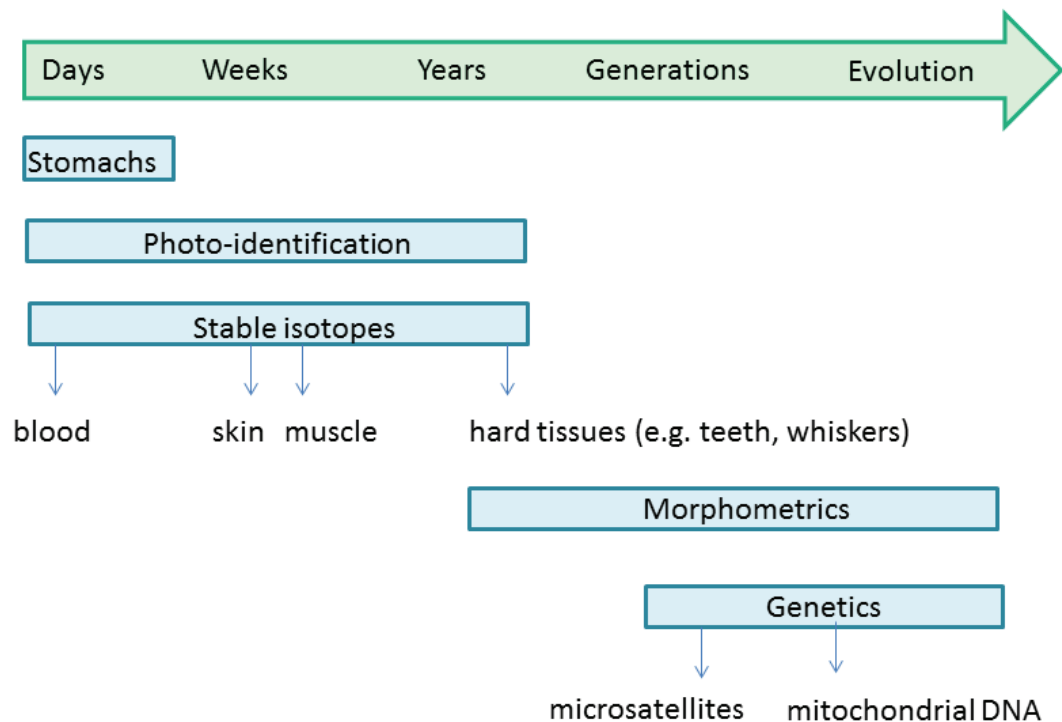 Days Weeks Years Generations Evolution
Stomachs
Photo-identification
Stable isotopes
blood skin muscle hard tissues (e.g. teeth, whiskers)
Morphometrics
Genetics
microsatellites mitochondrial DNA